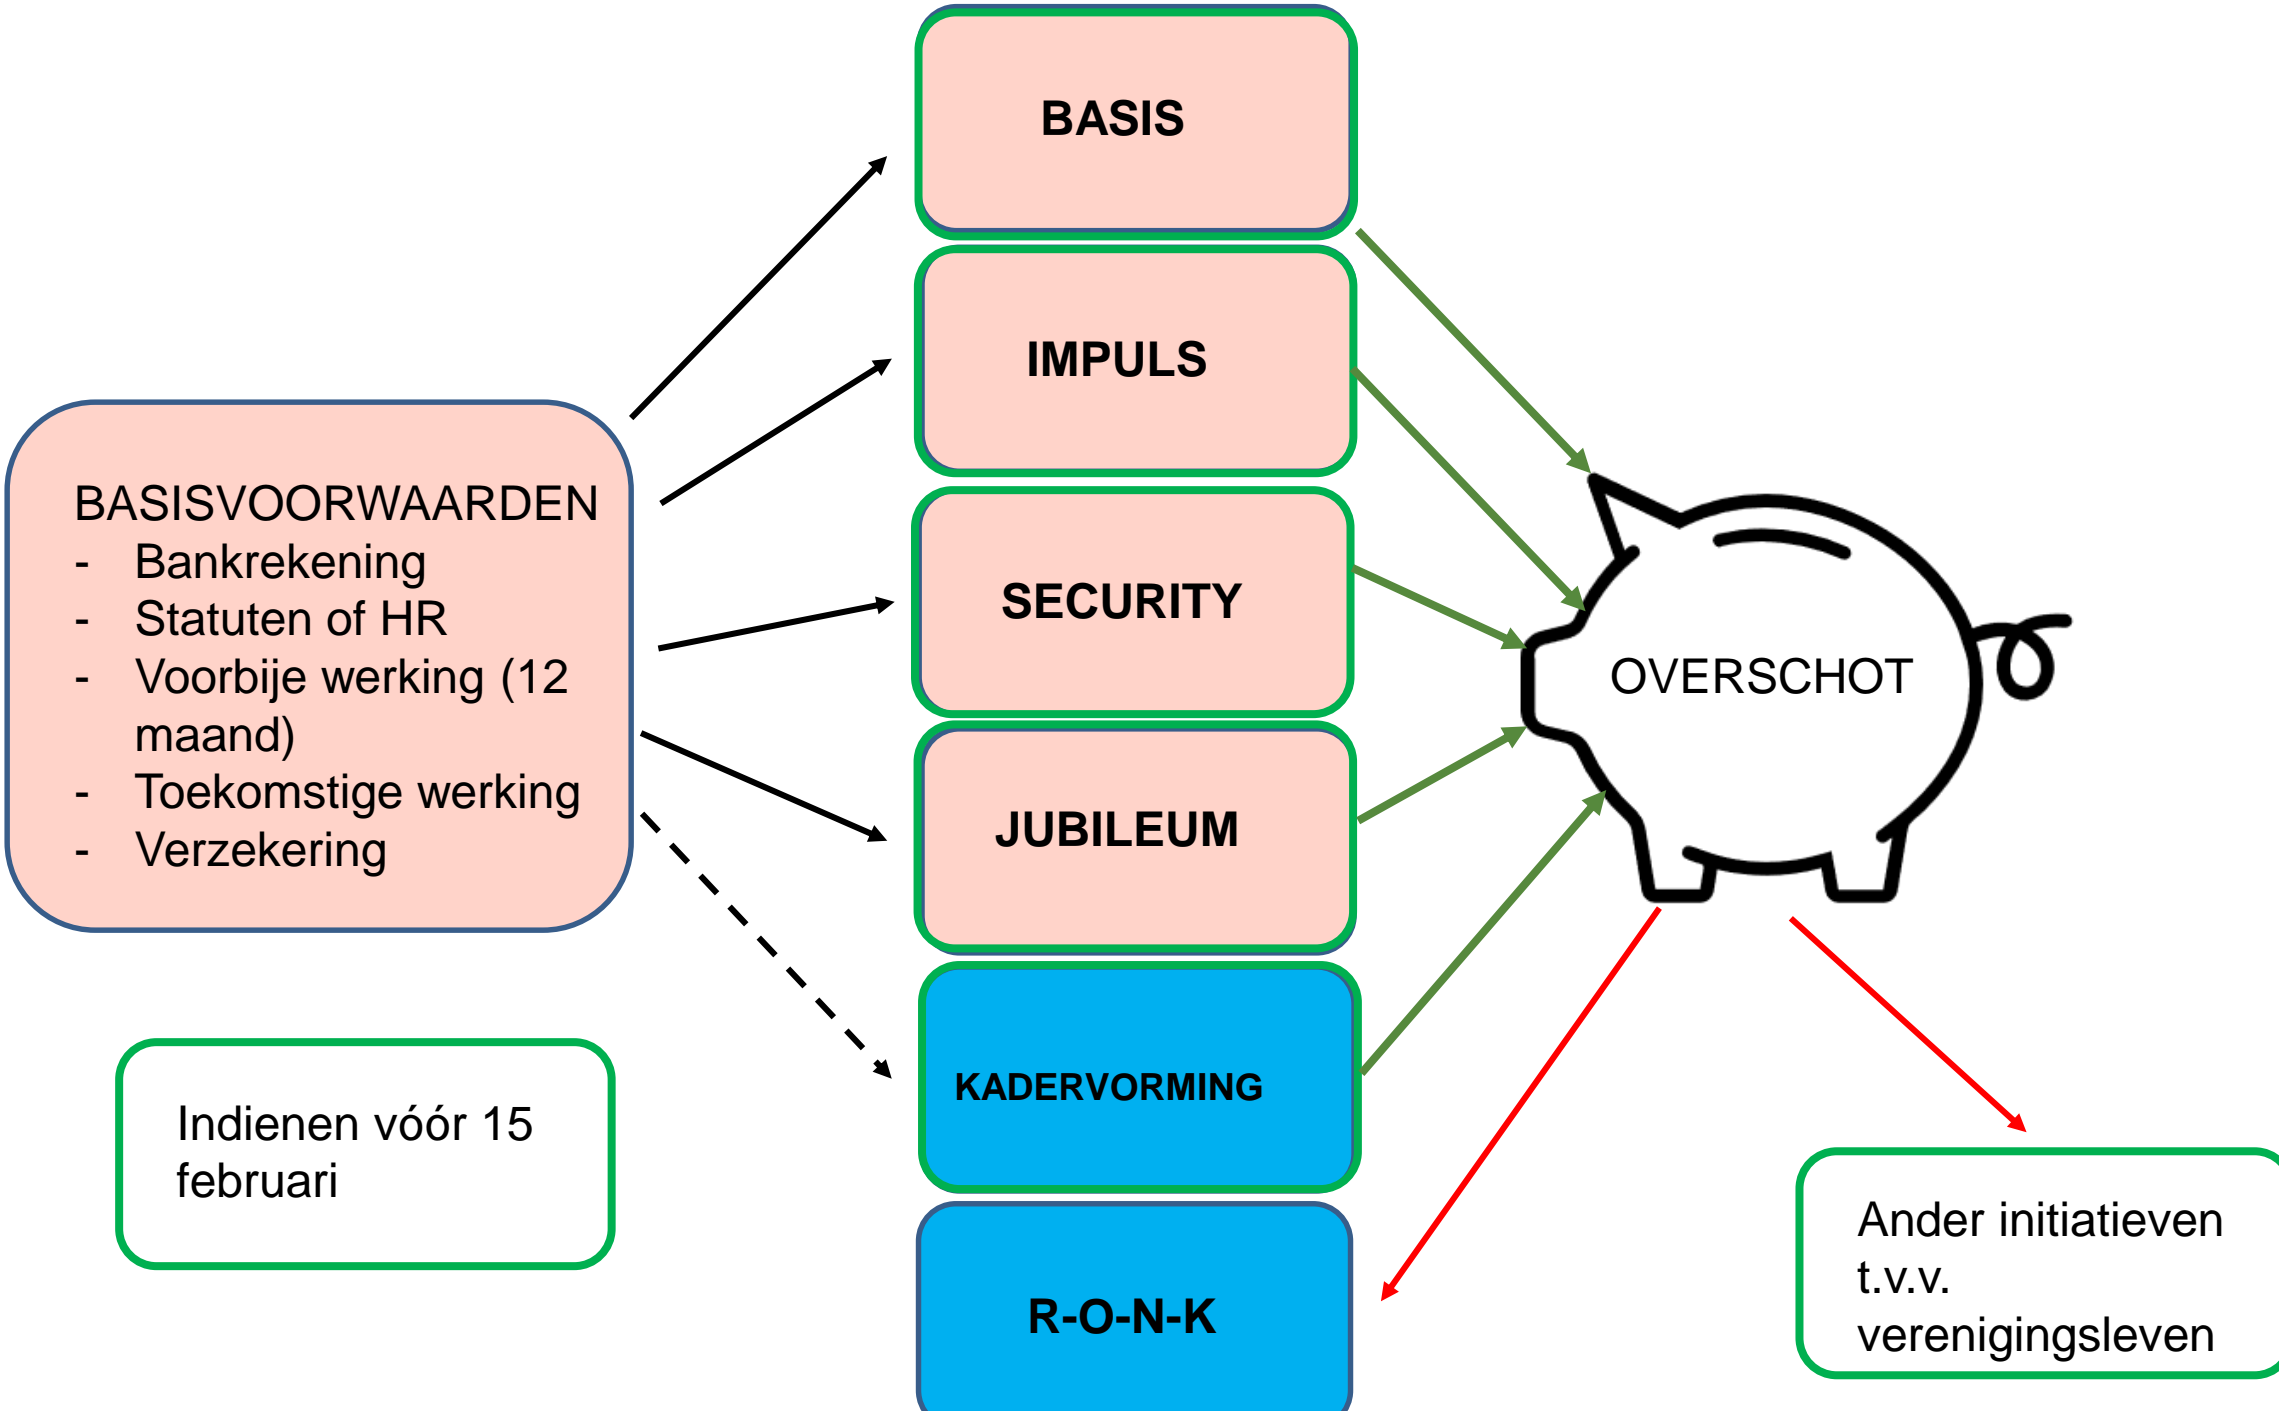 BASIS
IMPULS
SECURITY
JUBILEUM
KADERVORMING
R-O-N-K
BASISVOORWAARDEN
- Bankrekening
- Statuten of HR
- Voorbije werking (12
maand)
- Toekomstige werking
- Verzekering
Indienen vóór 15
februari
OVERSCHOT
Ander initiatieven
t.v.v.
verenigingsleven